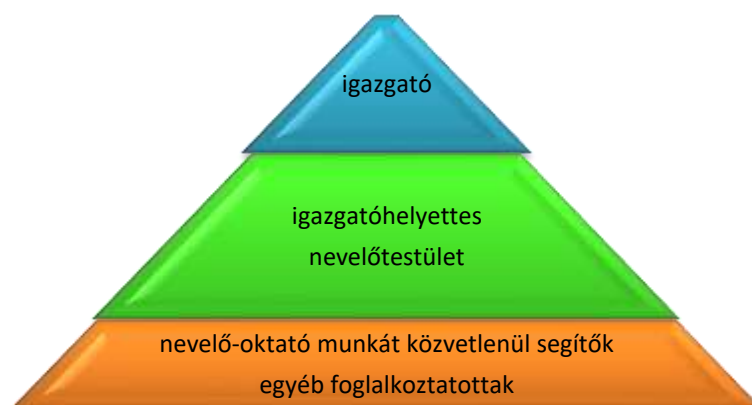 igazgató
igazgatóhelyettes
nevelőtestület
nevelő-oktató munkát közvetlenül segítők
egyéb foglalkoztatottak